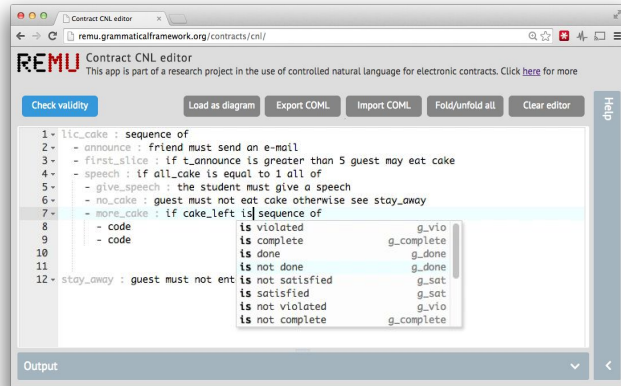 Contract CNL editor
remu.grammaticalframework.org/contracts/cnl/
REMU Contract CNL editor
This app is part of a research project in the use of controlled natural language for electronic contracts. Click here for more
Check validity Load as diagram Export COML Import COML Fold/unfold all Clear editor
Help
1 lic_cake : sequence of
2 - announce : friend must send an e-mail
3 - first_slice : if t_announce is greater than 5 guest may eat cake
4 - speech : if all_cake is equal to 1 all of
5 - give_speech : the student must give a speech
6 - no_cake : guest must not eat cake otherwise see stay_away
7 - more_cake : if cake_left is sequence of
8 - code
9 - code
10
11
12 stay_away : guest must not ent
is violated g_vio
is complete g_complete
is done g_done
is not done g_done
is not satisfied g_sat
is satisfied g_sat
is not violated g_vio
is not complete g_complete
Output